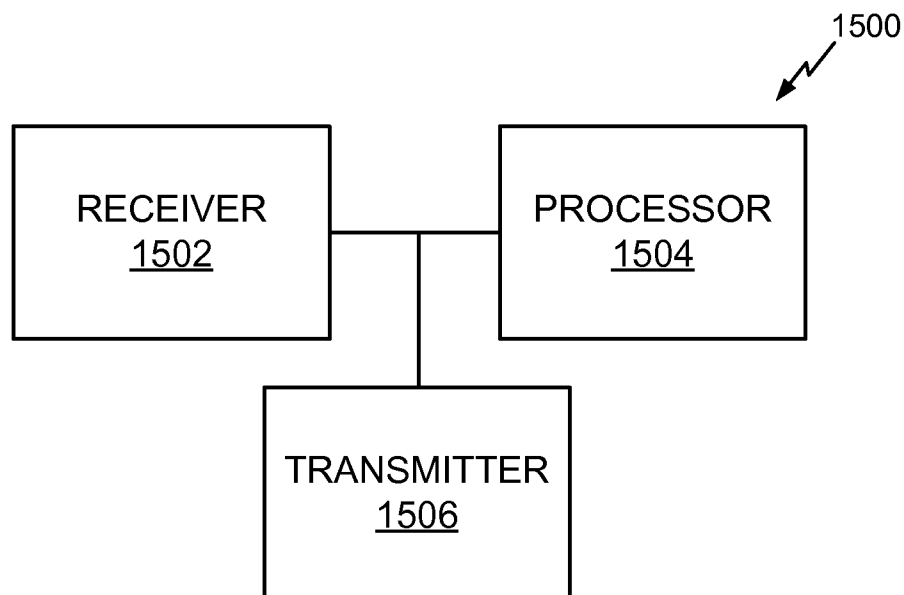 1500
RECEIVER
1502
PROCESSOR
1504
TRANSMITTER
1506